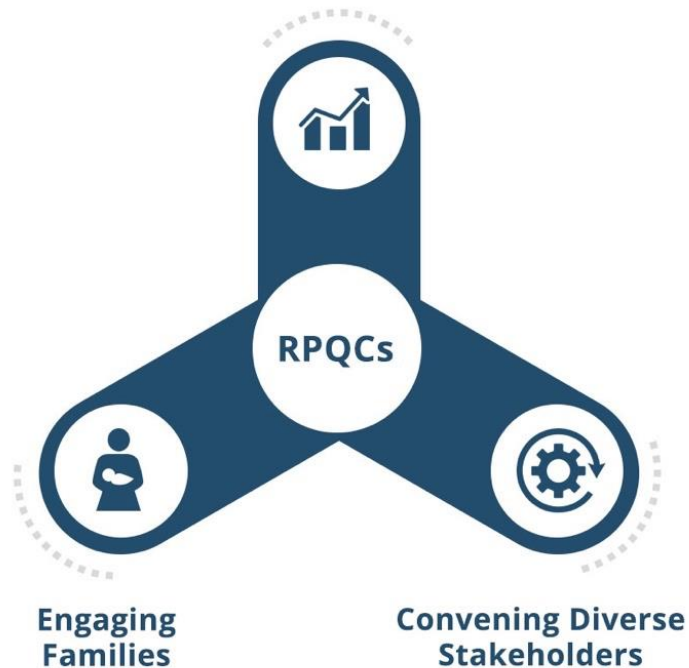 RPQCs
Engaging
Families
Convening Diverse
Stakeholders